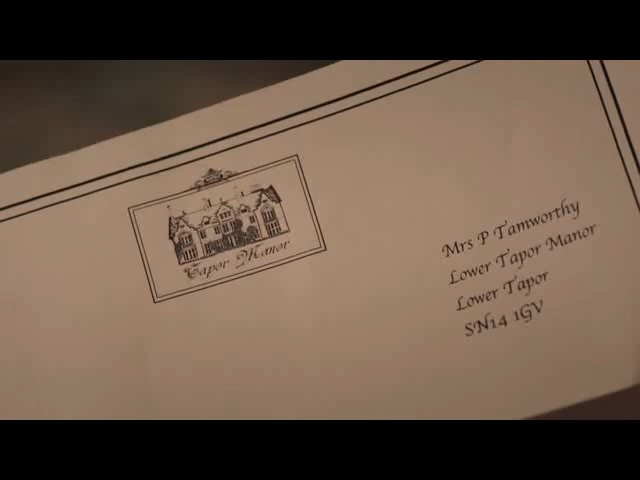 Tapor Manor
Mrs P Tamworthy
Lower Tapor Manor
Lower Tapor
SN14 1GV